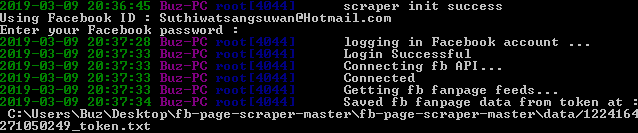 2019-03-09 20:36:45 Buz-PC root[4044] scraper init success
Using Facebook ID : Suthiwatsangsuwan@Hotmail.com
Enter your Facebook password :
2019-03-09 20:37:28 Buz-PC root[4044] logging in Facebook account ...
2019-03-09 20:37:33 Buz-PC root[4044] Login Successful
2019-03-09 20:37:33 Buz-PC root[4044] Connecting fb API...
2019-03-09 20:37:33 Buz-PC root[4044] Connected
2019-03-09 20:37:33 Buz-PC root[4044] Getting fb fanpage feeds...
2019-03-09 20:37:34 Buz-PC root[4044] Saved fb fanpage data from token at :
C:\Users\Buz\Desktop\fb-page-scraper-master\fb-page-scraper-master\data/1224164
271050249_token.txt